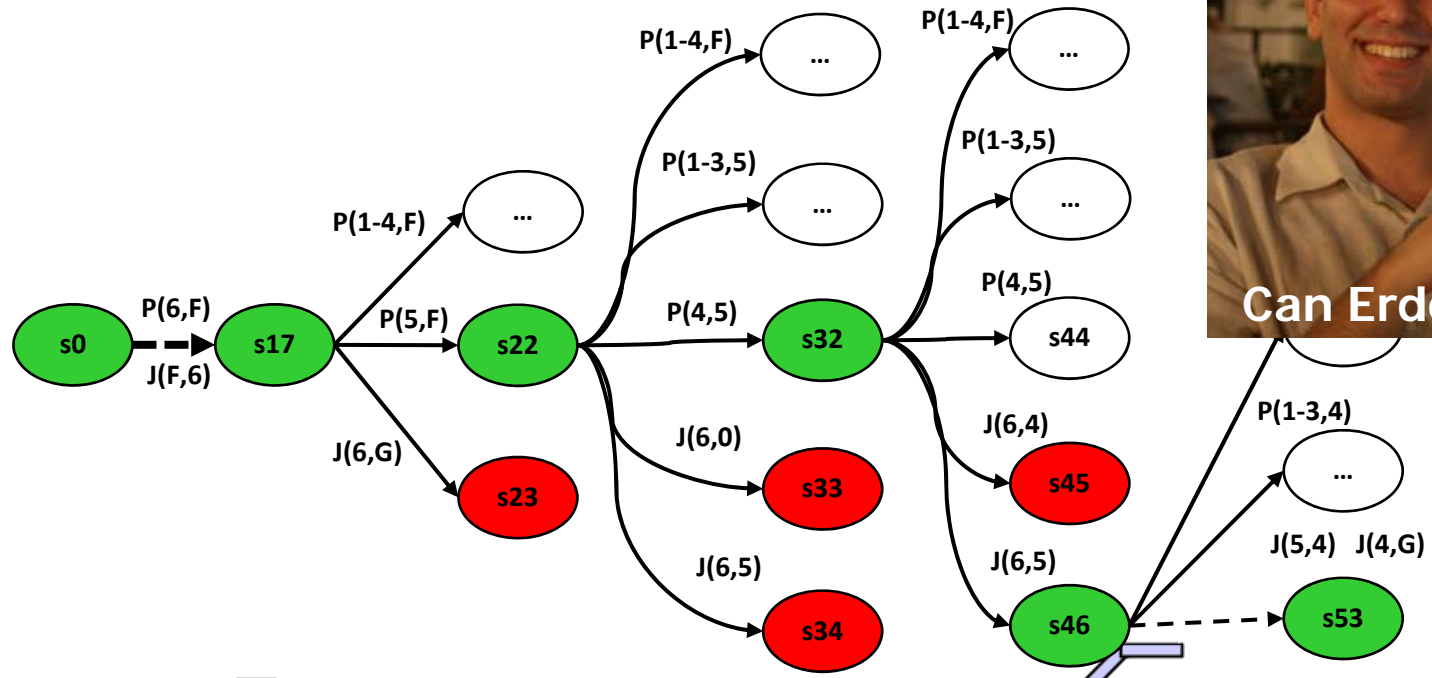 P(1-4,F)
...
P(1-4,F)
...
P(1-3,5)
...
P(1-3,5)
...
P(1-4,F)
...
s0
P(6,F)
J(F,6)
s17
P(5,F)
s22
P(4,5)
s32
P(4,5)
s44
Can
J(6,G)
s23
J(6,0)
s33
J(6,4)
s45
P(1-3,4)
...
J(6,5)
s34
J(6,5)
s46
J(5,4) J(4,G)
s53